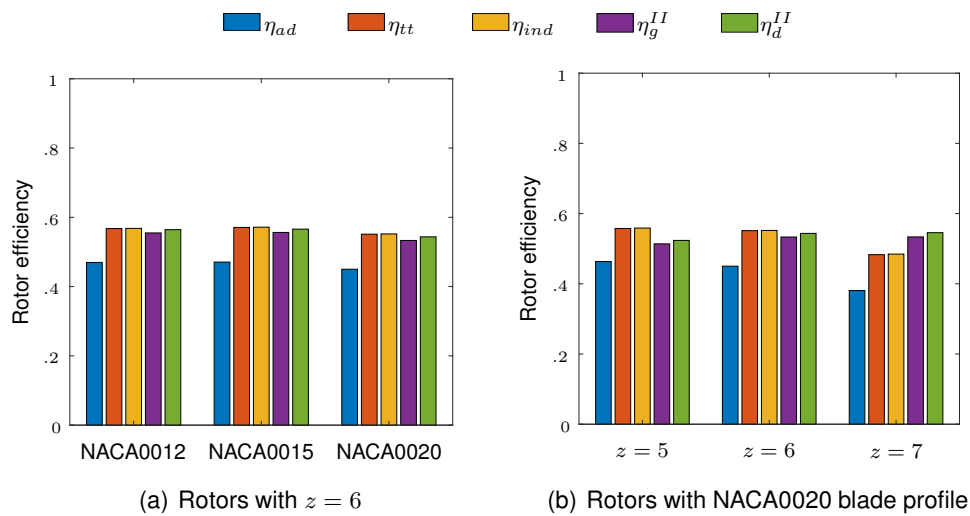 η_ad η_tt η_ind η_g^II η_d^II
Rotor efficiency
1
.8
.6
.4
.2
0
NACA0012 NACA0015 NACA0020
(a) Rotors with z = 6
Rotor efficiency
1
.8
.6
.4
.2
0
z = 5 z = 6 z = 7
(b) Rotors with NACA0020 blade profile